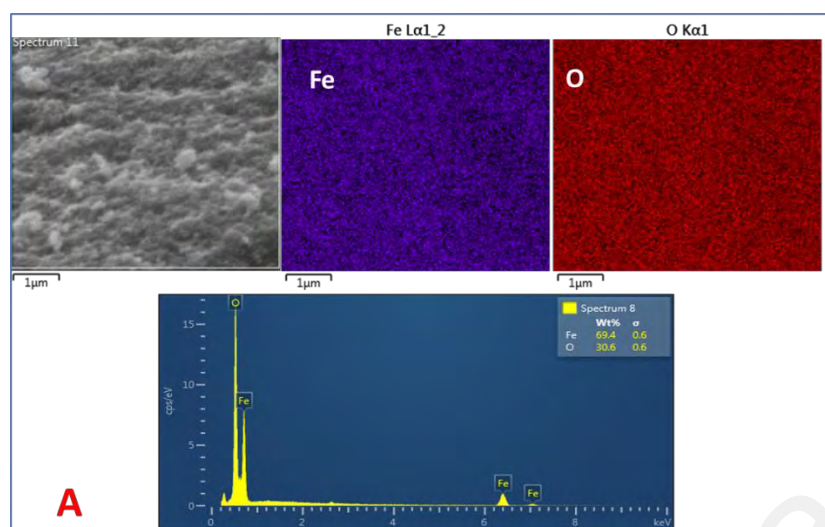 Fe Lα1_2
O Kα1
Spectrum 11
Fe
O
1µm
1µm
1µm
Spectrum 8
Wt% σ
Fe 69.4 0.6
O 30.6 0.6
cps/eV
15
10
5
0
O
Fe
Fe
Fe
0 2 4 6 8 keV
A